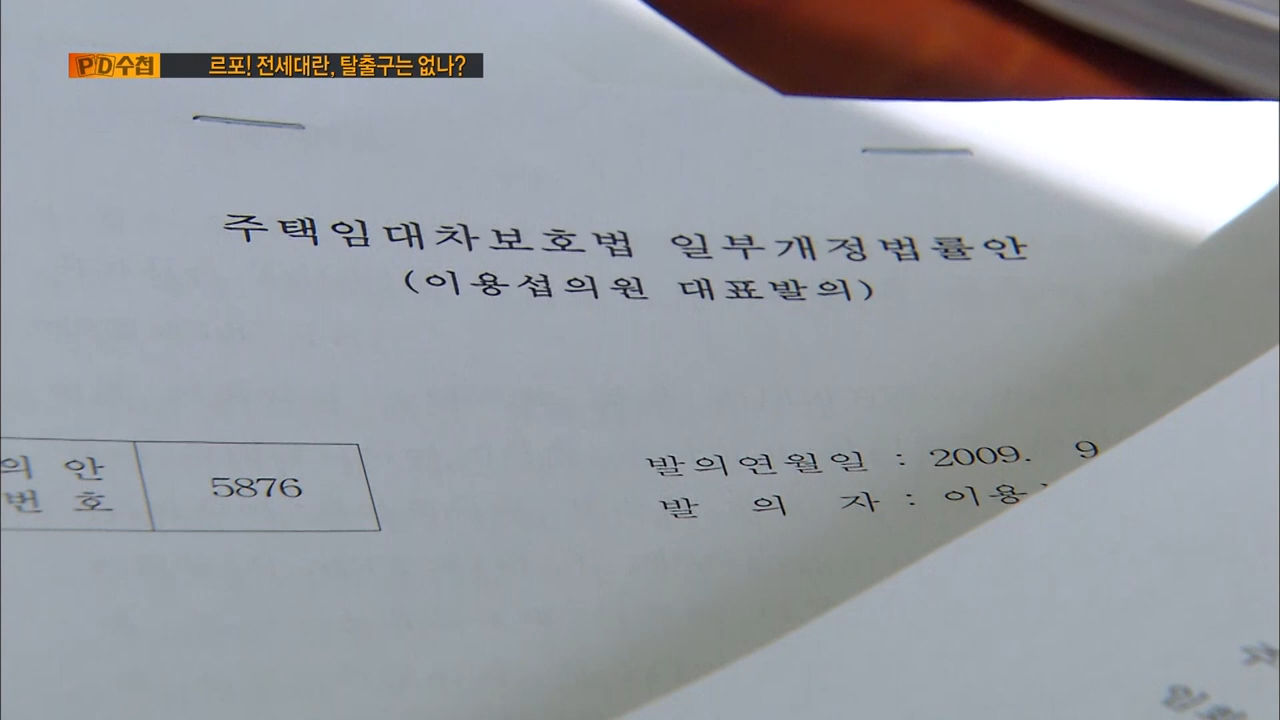 PD수첩 르포! 전세대란, 탈출구는 없나?
주택임대차보호법 일부개정법률안
(이용섭의원 대표발의)
의 안
번 호
5876
발의연월일 : 2009. 9
발 의 자 : 이용